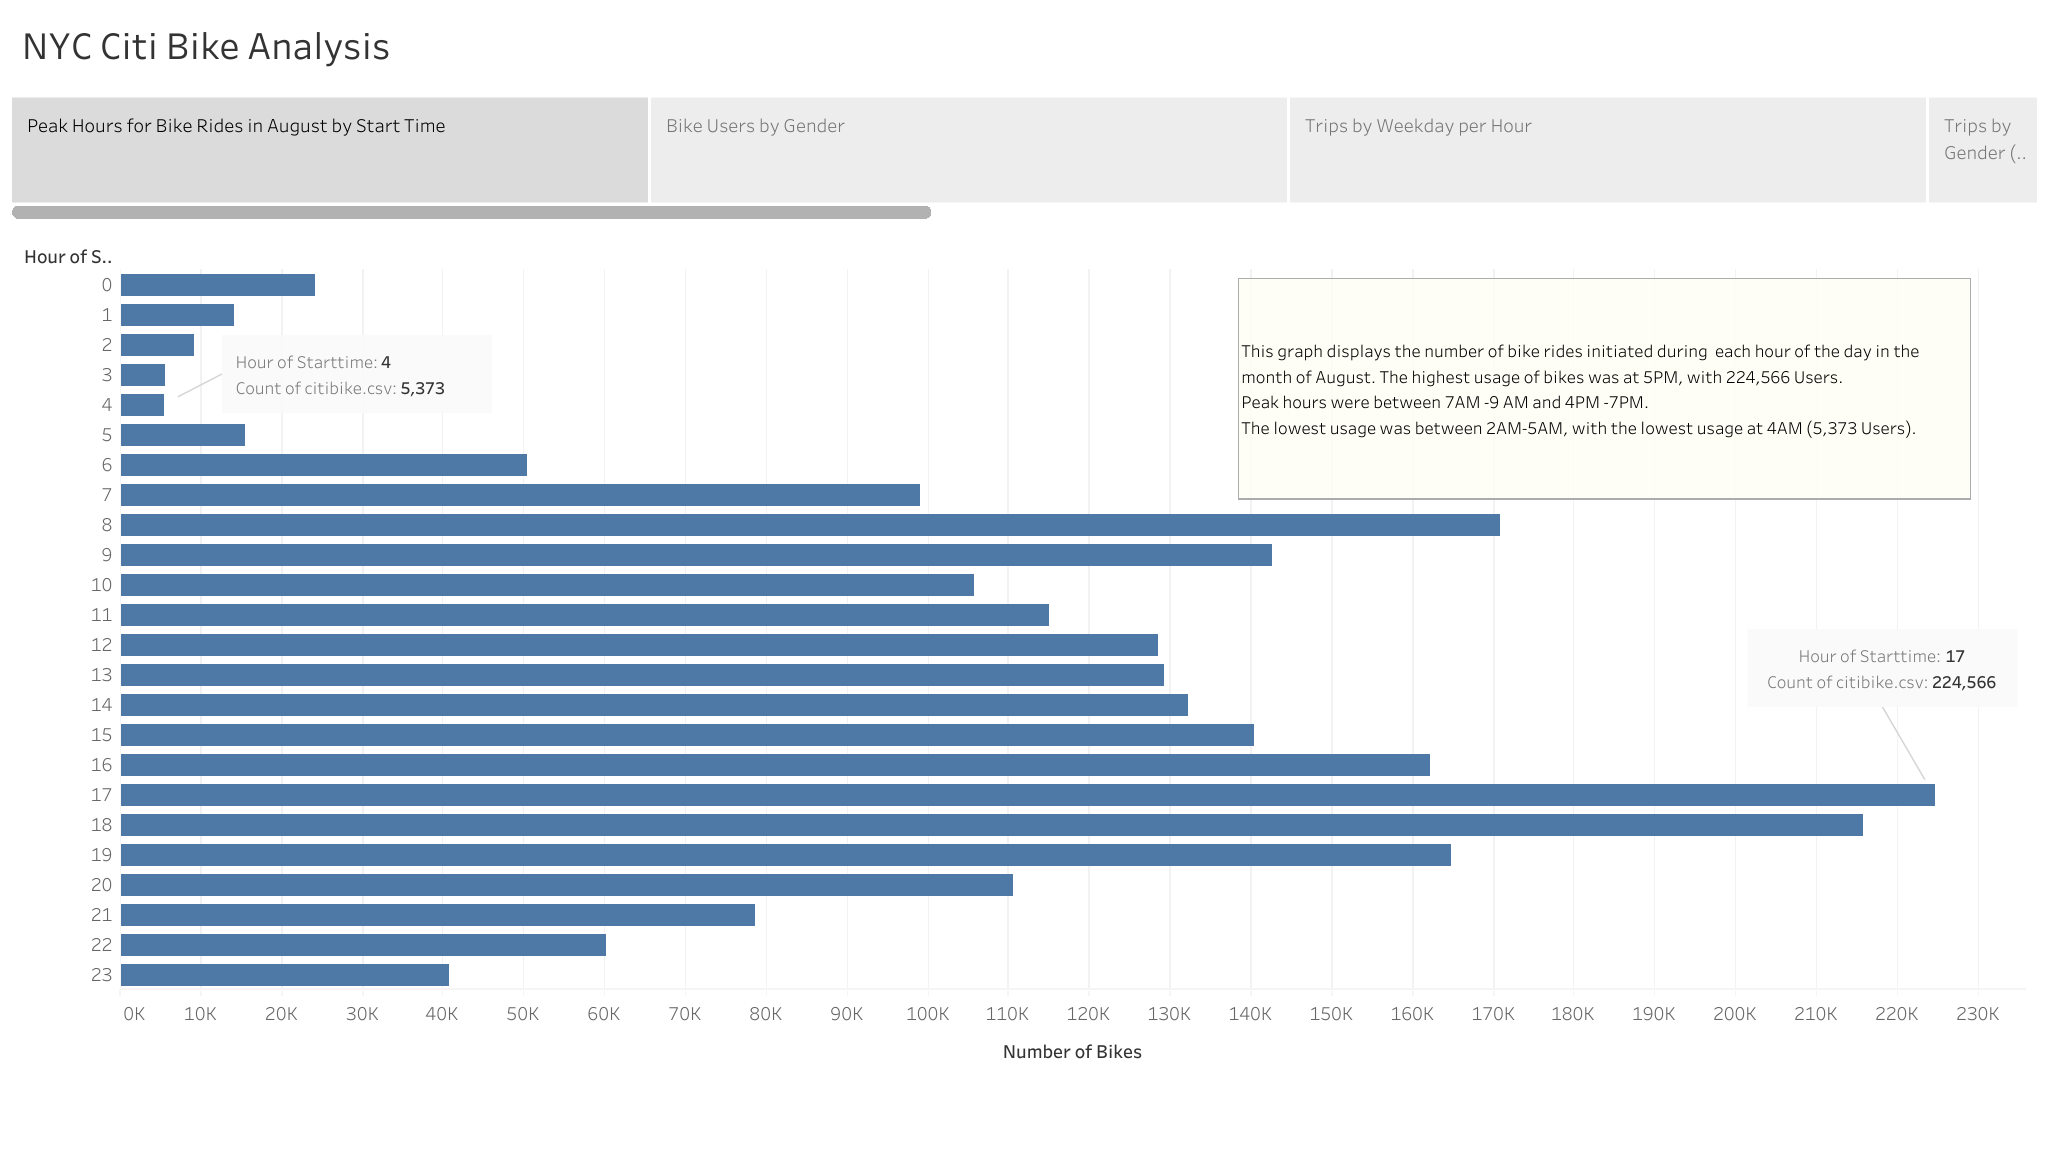 NYC Citi Bike Analysis
Peak Hours for Bike Rides in August by Start Time
Bike Users by Gender
Trips by Weekday per Hour
Trips by
Gender (..
Hour of S..
0
1
2
3
4
5
6
7
8
9
10
11
12
13
14
15
16
17
18
19
20
21
22
23
Hour of Starttime: 4
Count of citibike.csv: 5,373
This graph displays the number of bike rides initiated during  each hour of the day in the
month of August. The highest usage of bikes was at 5PM, with 224,566 Users.
Peak hours were between 7AM -9 AM and 4PM -7PM.
The lowest usage was between 2AM-5AM, with the lowest usage at 4AM (5,373 Users).
Hour of Starttime: 17
Count of citibike.csv: 224,566
0K 10K 20K 30K 40K 50K 60K 70K 80K 90K 100K 110K 120K 130K 140K 150K 160K 170K 180K 190K 200K 210K 220K 230K
Number of Bikes